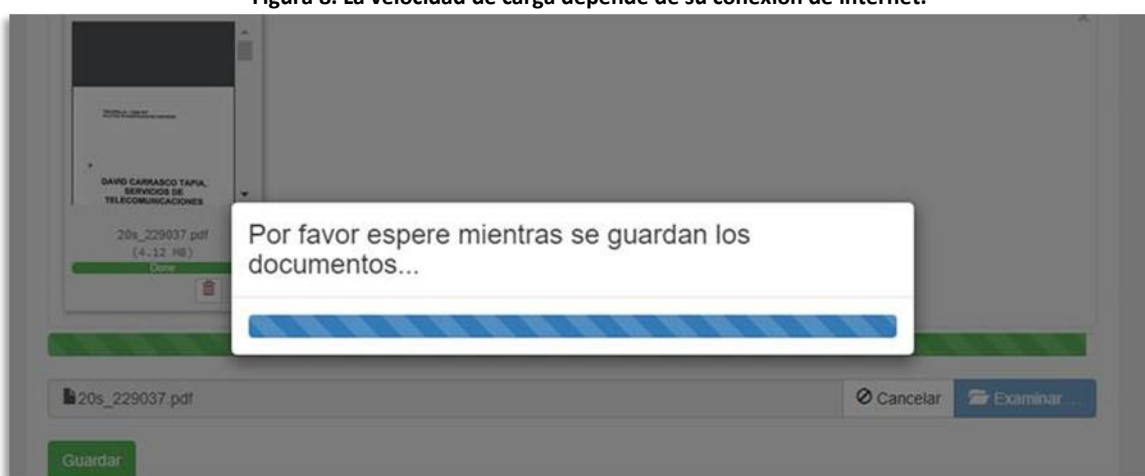 Figura 8. La velocidad de carga depende de su conexión de internet.
DAVID CARRASCO TAPIA,
SERVICIOS DE
TELECOMUNICACIONES
20s_229037.pdf
(4.12 MB)
Done
Por favor espere mientras se guardan los
documentos...
20s_229037.pdf
Cancelar
Examinar ...
Guardar